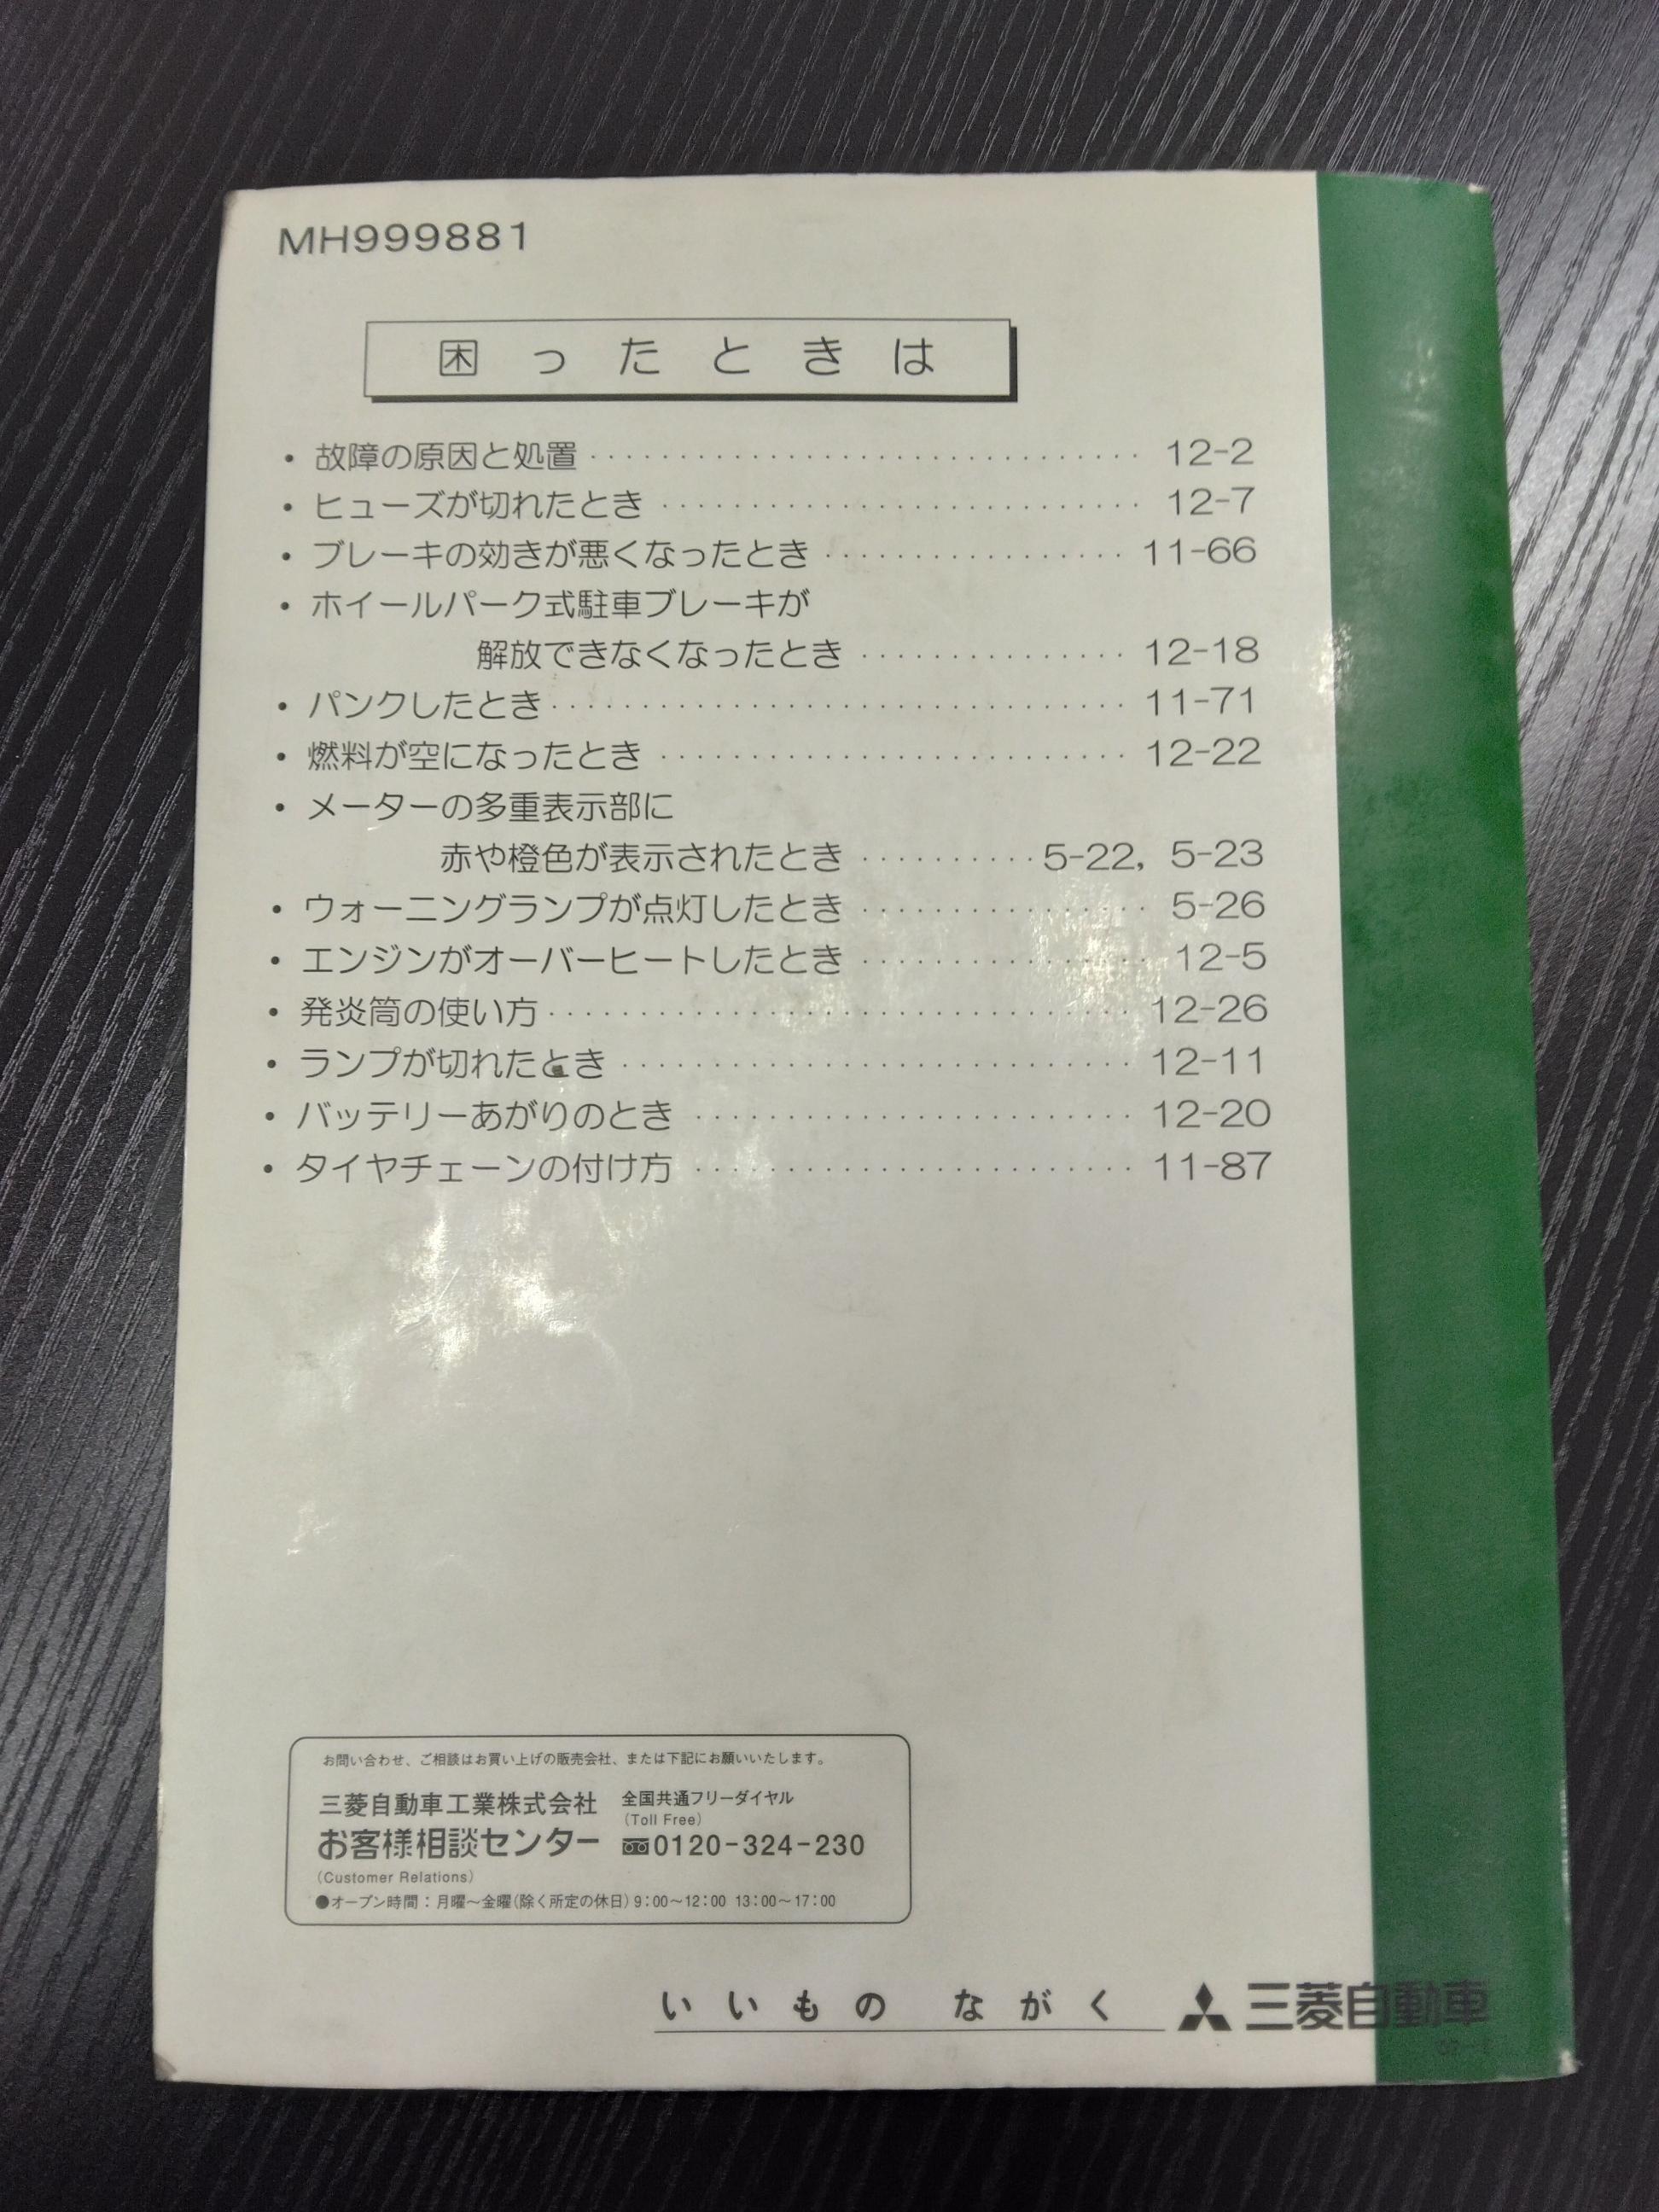 MH999881
困ったときは
・故障の原因と処置 12-2
・ヒューズが切れたとき 12-7
・ブレーキの効きが悪くなったとき 11-66
・ホイールパーク式駐車ブレーキが
解放できなくなったとき 12-18
・パンクしたとき 11-71
・燃料が空になったとき 12-22
・メーターの多重表示部に
赤や橙色が表示されたとき 5-22, 5-23
・ウォーニングランプが点灯したとき 5-26
・エンジンがオーバーヒートしたとき 12-5
・発炎筒の使い方 12-26
・ランプが切れたとき 12-11
・バッテリーあがりのとき 12-20
・タイヤチェーンの付け方 11-87
お問い合わせ、ご相談はお買い上げの販売会社、または下記にお願いいたします。
三菱自動車工業株式会社 全国共通フリーダイヤル
(Toll Free)
お客様相談センター 0120-324-230
(Customer Relations)
●オープン時間：月曜～金曜(除く所定の休日) 9:00～12:00 13:00～17:00
いいもの ながく 三菱自動車